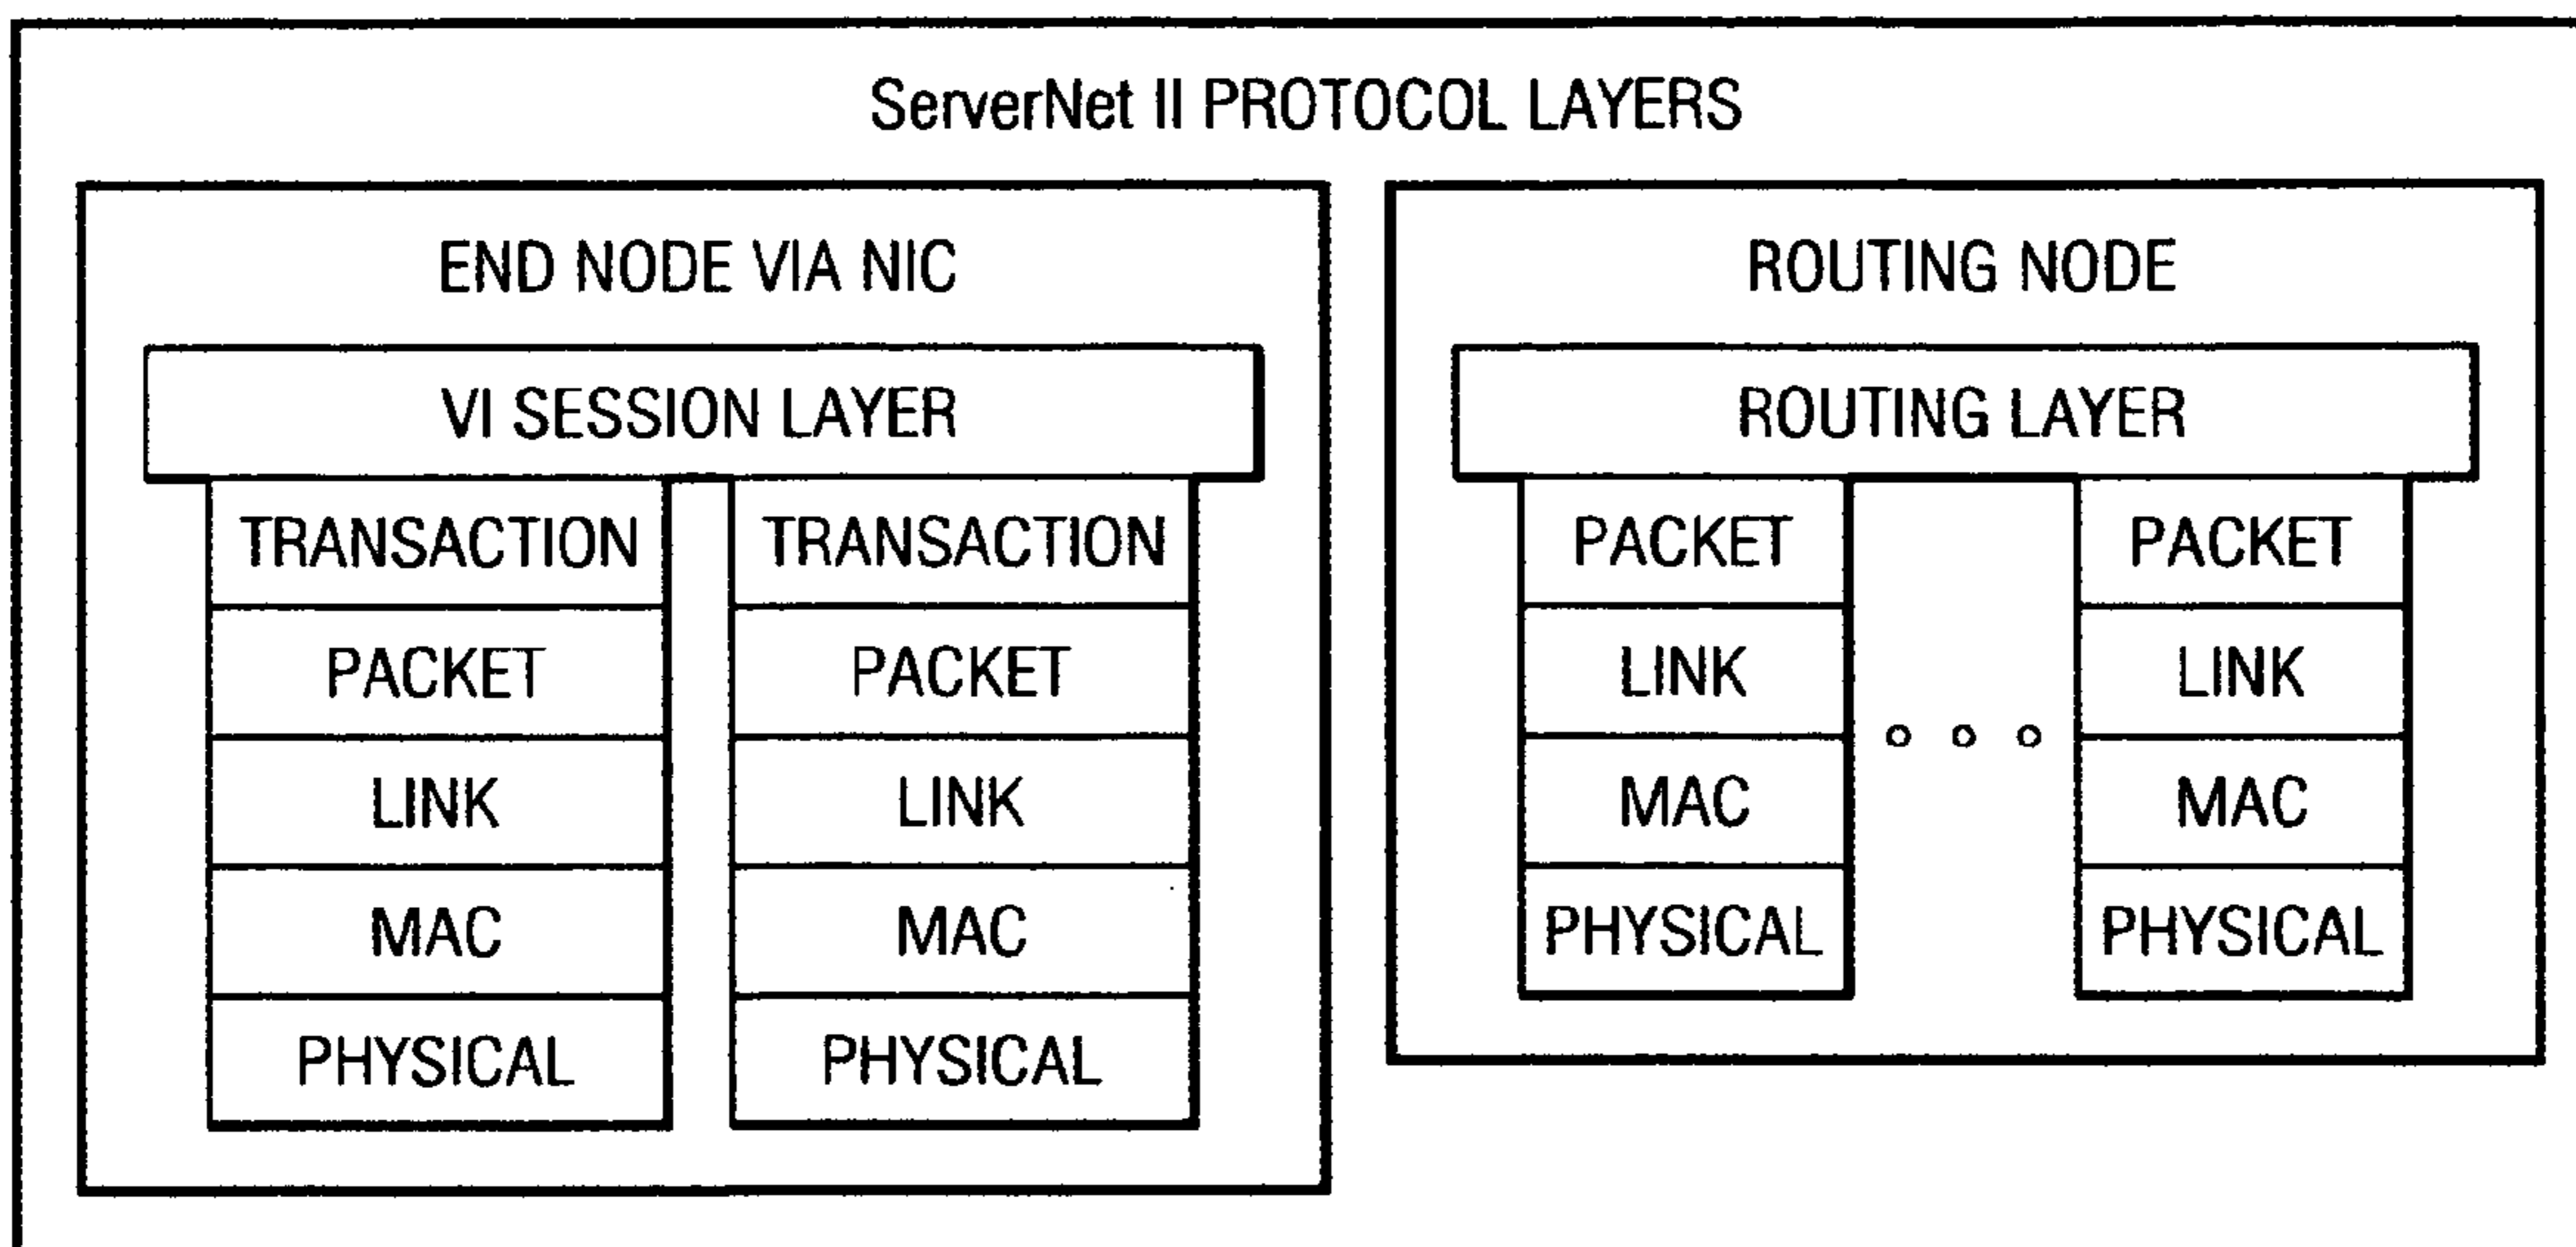 ServerNet II PROTOCOL LAYERS
END NODE VIA NIC
VI SESSION LAYER
TRANSACTION
PACKET
LINK
MAC
PHYSICAL
TRANSACTION
PACKET
LINK
MAC
PHYSICAL
ROUTING NODE
ROUTING LAYER
PACKET
LINK
MAC
PHYSICAL
PACKET
LINK
MAC
PHYSICAL